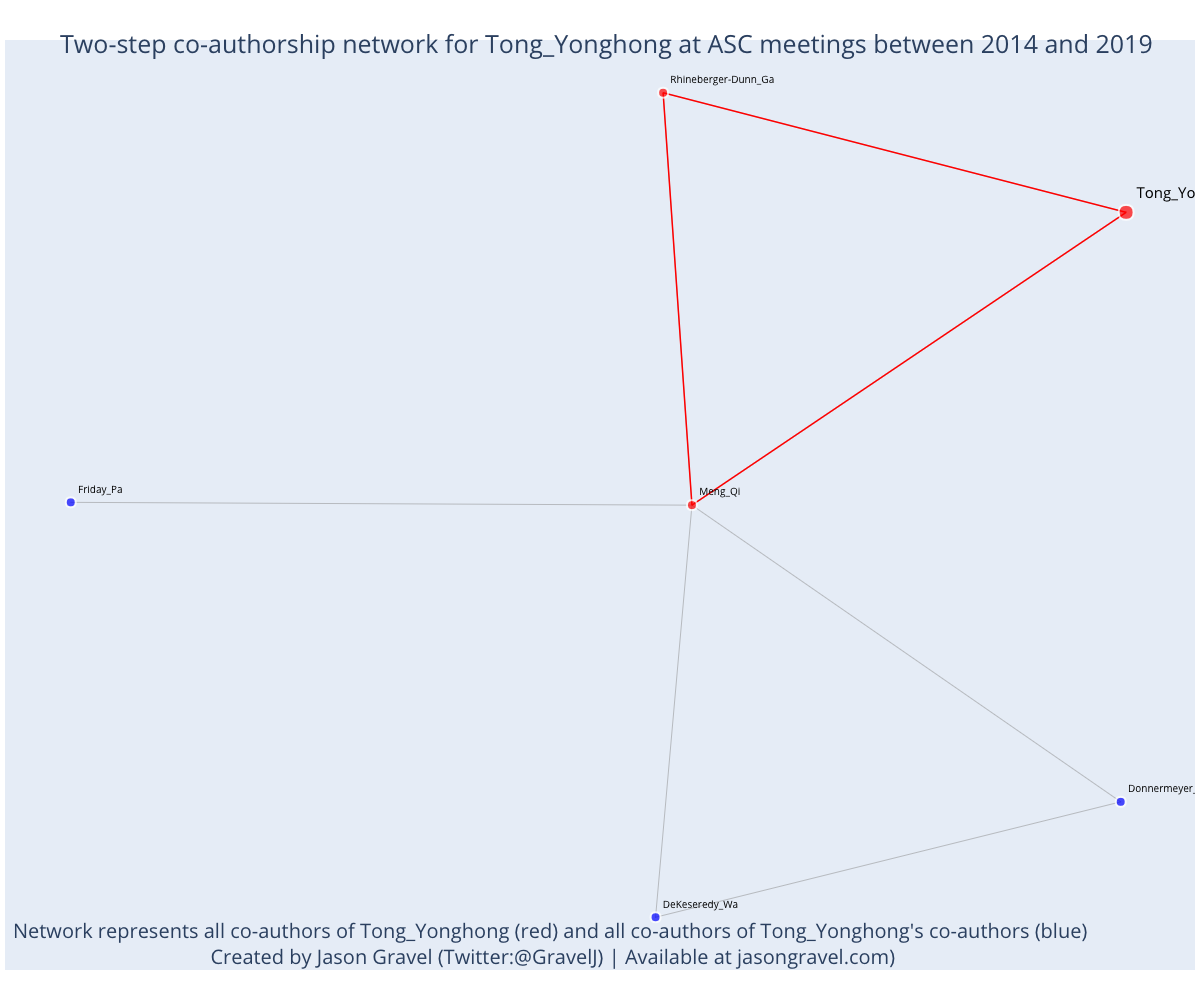 Two-step co-authorship network for Tong_Yonghong at ASC meetings between 2014 and 2019
Rhineberger-Dunn_Ga
Tong_Yo
Friday_Pa
Meng_Qi
Donnermeyer_
DeKeseredy_Wa
Network represents all co-authors of Tong_Yonghong (red) and all co-authors of Tong_Yonghong's co-authors (blue)
Created by Jason Gravel (Twitter:@GravelJ) | Available at jasongravel.com)